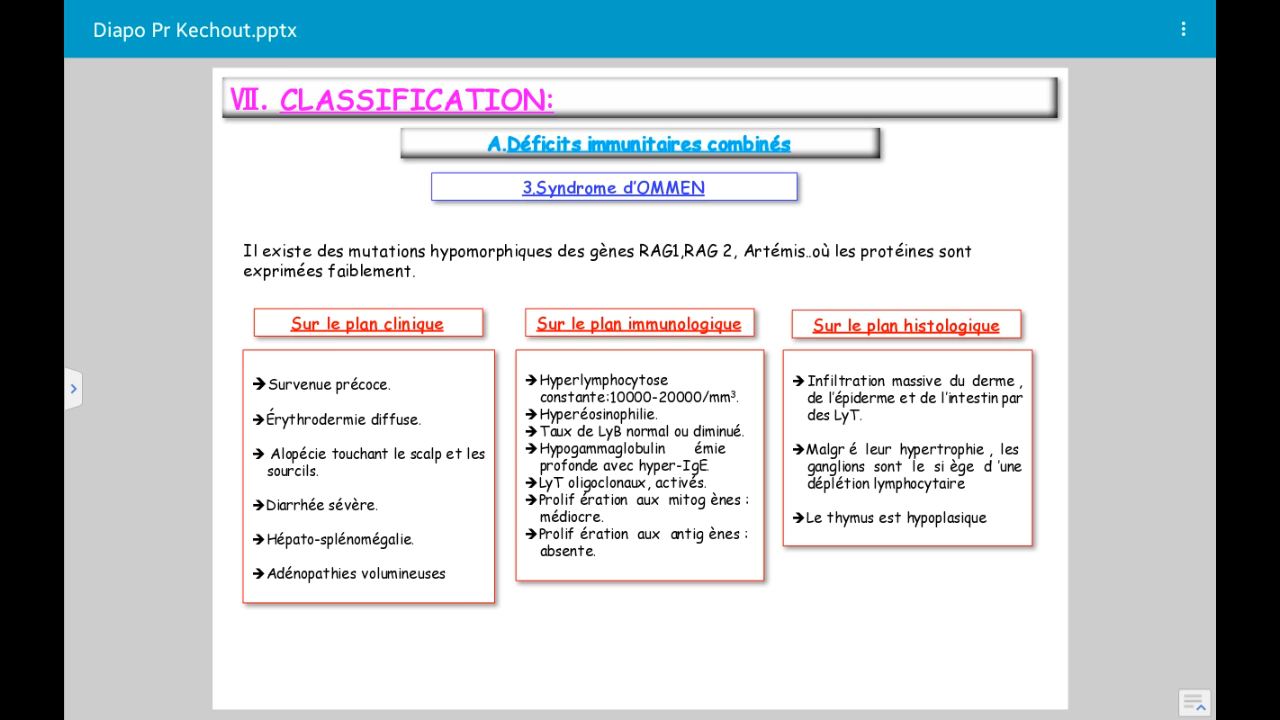 Diapo Pr Kechout.pptx
VII. CLASSIFICATION:
A.Déficits immunitaires combinés
3.Syndrome d'OMMEN
Il existe des mutations hypomorphiques des gènes RAG1,RAG 2, Artémis..où les protéines sont
exprimées faiblement.
Sur le plan clinique
➔Survenue précoce.
➔Érythrodermie diffuse.
➔ Alopécie touchant le scalp et les
sourcils.
➔Diarrhée sévère.
➔Hépato-splénomégalie.
➔Adénopathies volumineuses
Sur le plan immunologique
➔Hyperlymphocytose
constante:10000-20000/mm³.
➔Hyperéosinophilie.
➔Taux de LyB normal ou diminué.
➔Hypogammaglobulin émie
profonde avec hyper-IgE.
➔LyT oligoclonaux, activés.
➔Prolif ération aux mitog ènes :
médiocre.
➔Prolif ération aux antig ènes :
absente.
Sur le plan histologique
➔Infiltration massive du derme ,
de l'épiderme et de l'intestin par
des LyT.
➔Malgr é leur hypertrophie , les
ganglions sont le si ège d 'une
déplétion lymphocytaire
➔Le thymus est hypoplasique